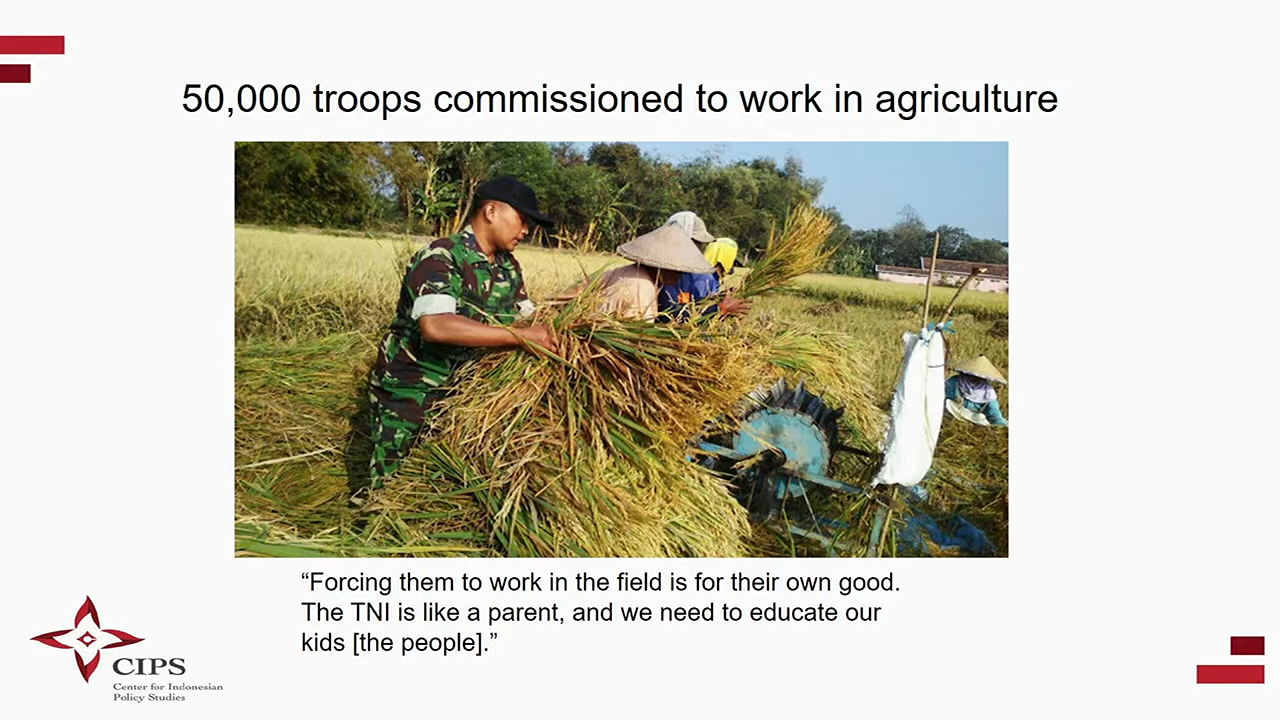 50,000 troops commissioned to work in agriculture
“Forcing them to work in the field is for their own good.
The TNI is like a parent, and we need to educate our
kids [the people].”
CIPS
Center for Indonesian
Policy Studies